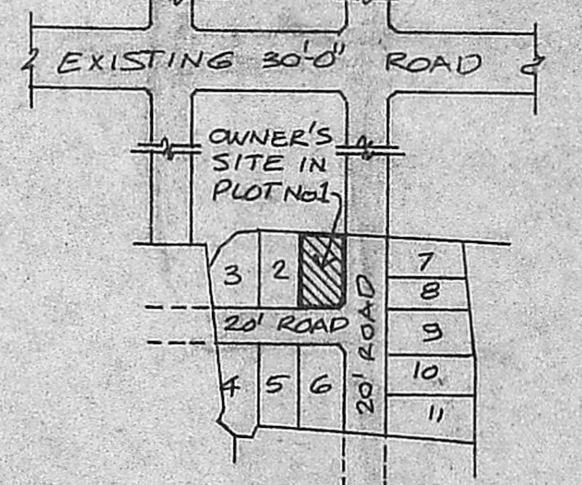 EXISTING 30'-0" ROAD
OWNER'S
SITE IN
PLOT No1
3 2
7
8
20' ROAD
9
20' ROAD
4 5 6
10
11